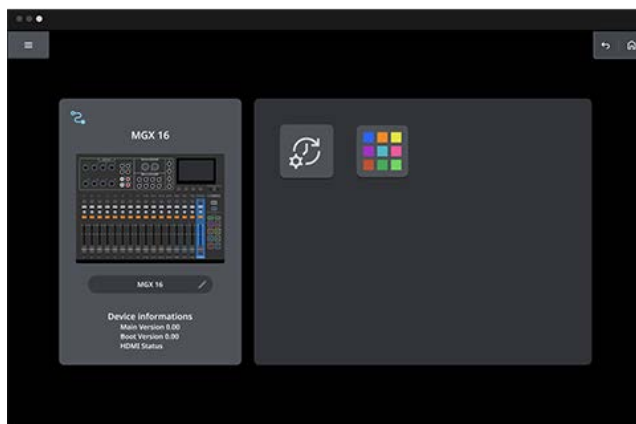 MGX 16
MGX 16
Device informations
Main Version 0.00
Boot Version 0.00
HDMI Status